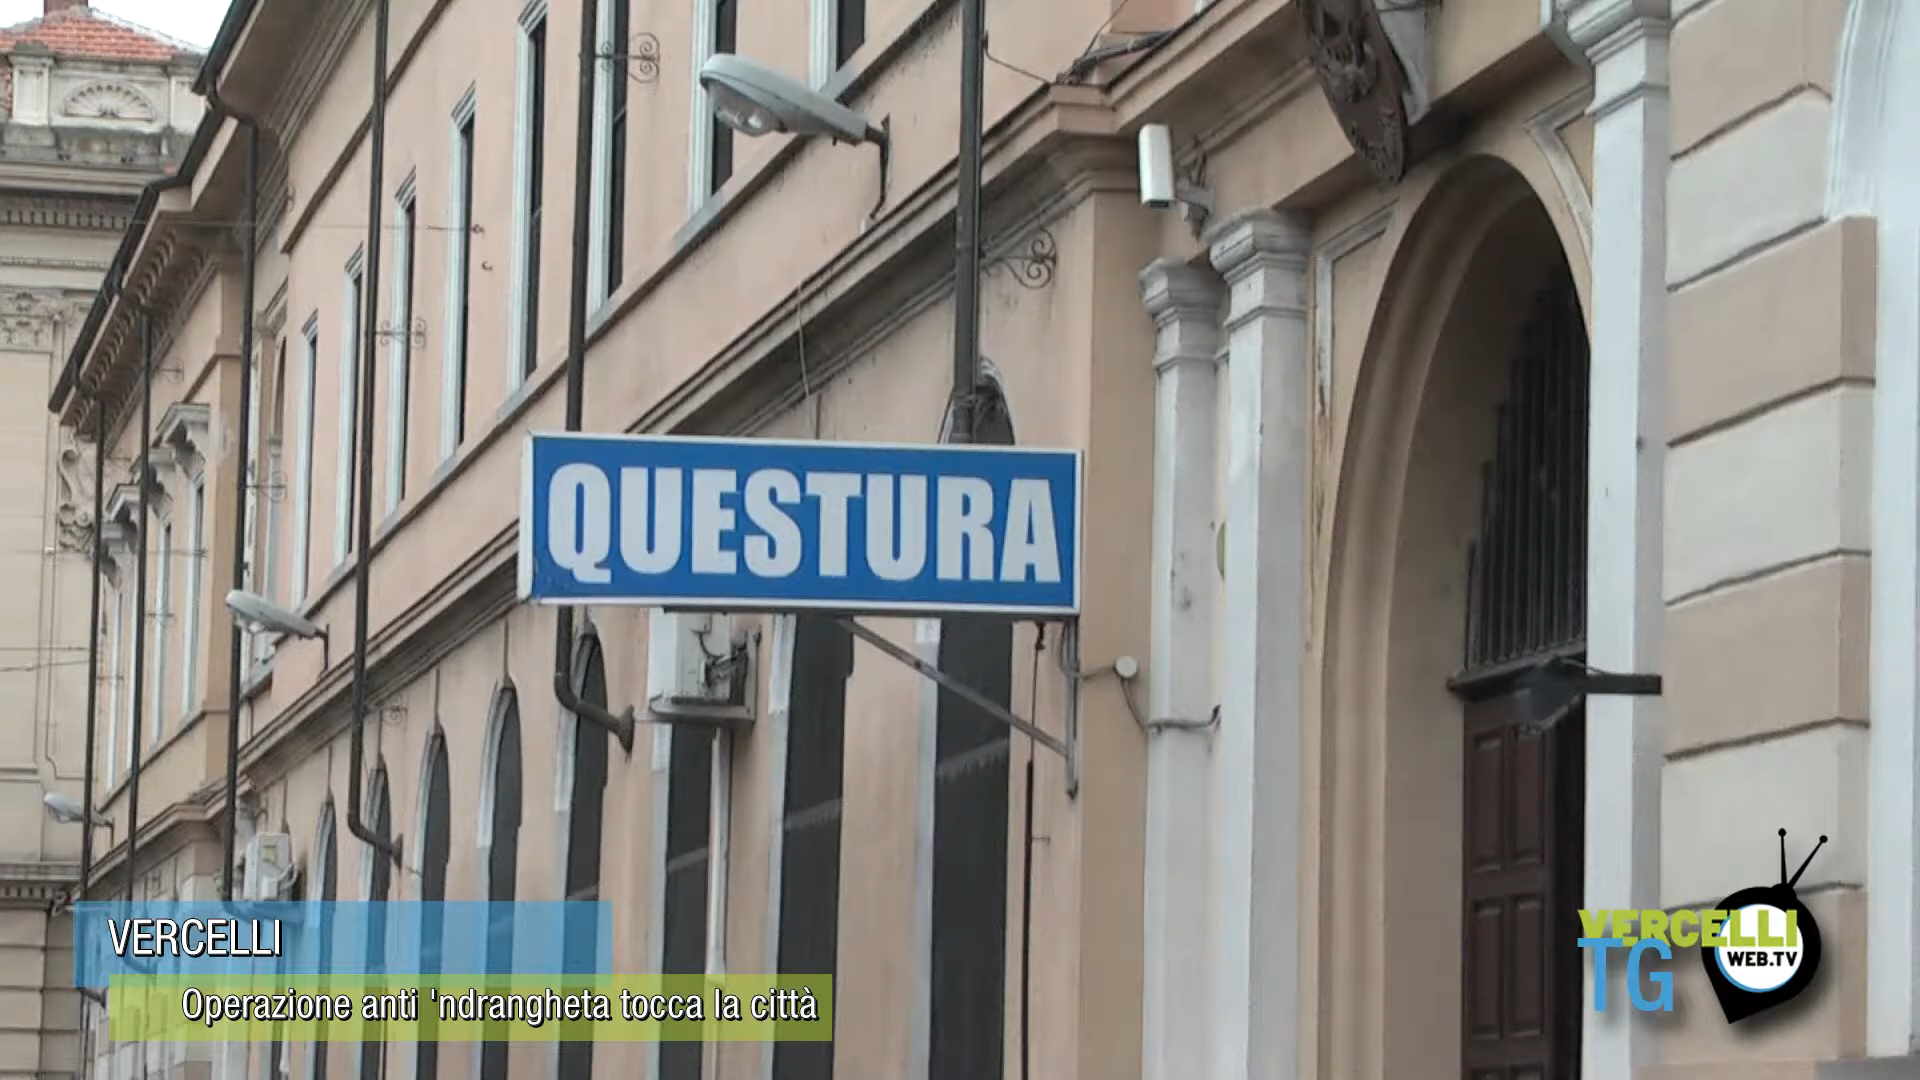 QUESTURA
VERCELLI
Operazione anti 'ndrangheta tocca la città
VERCELLI
WEB.TV
TG